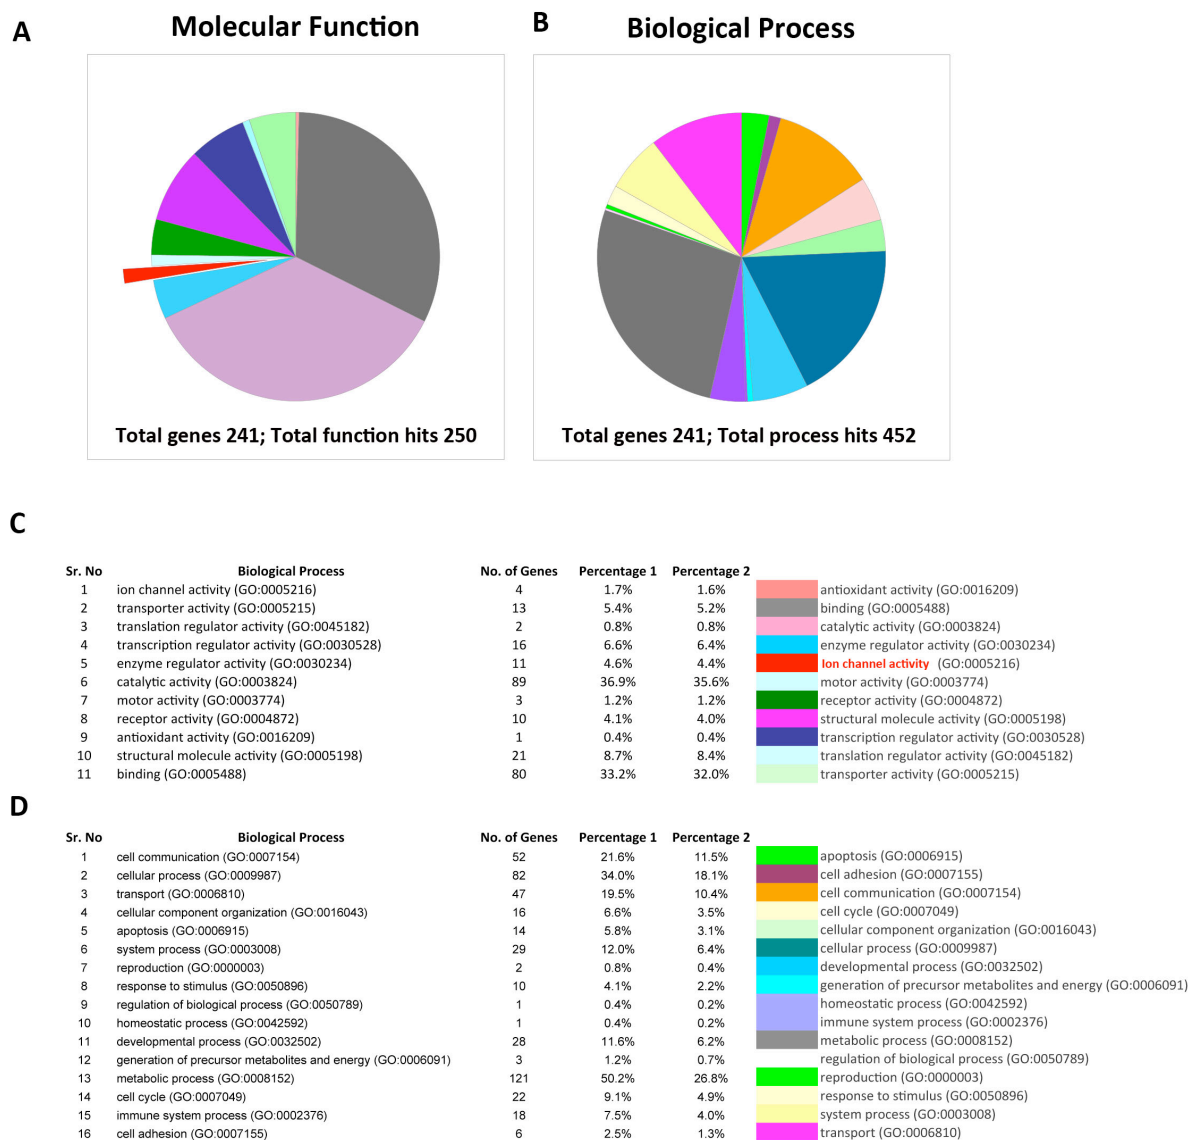 A
Molecular Function
B
Biological Process
Total genes 241; Total function hits 250
Total genes 241; Total process hits 452
C
Sr. No Biological Process No. of Genes Percentage 1 Percentage 2
1 ion channel activity (GO:0005216) 4 1.7% 1.6% antioxidant activity (GO:0016209)
2 transporter activity (GO:0005215) 13 5.4% 5.2% binding (GO:0005488)
3 translation regulator activity (GO:0045182) 2 0.8% 0.8% catalytic activity (GO:0003824)
4 transcription regulator activity (GO:0030528) 16 6.6% 6.4% enzyme regulator activity (GO:0030234)
5 enzyme regulator activity (GO:0030234) 11 4.6% 4.4% Ion channel activity (GO:0005216)
6 catalytic activity (GO:0003824) 89 36.9% 35.6% motor activity (GO:0003774)
7 motor activity (GO:0003774) 3 1.2% 1.2% receptor activity (GO:0004872)
8 receptor activity (GO:0004872) 10 4.1% 4.0% structural molecule activity (GO:0005198)
9 antioxidant activity (GO:0016209) 1 0.4% 0.4% transcription regulator activity (GO:0030528)
10 structural molecule activity (GO:0005198) 21 8.7% 8.4% translation regulator activity (GO:0045182)
11 binding (GO:0005488) 80 33.2% 32.0% transporter activity (GO:0005215)
D
Sr. No Biological Process No. of Genes Percentage 1 Percentage 2
1 cell communication (GO:0007154) 52 21.6% 11.5% apoptosis (GO:0006915)
2 cellular process (GO:0009987) 82 34.0% 18.1% cell adhesion (GO:0007155)
3 transport (GO:0006810) 47 19.5% 10.4% cell communication (GO:0007154)
4 cellular component organization (GO:0016043) 16 6.6% 3.5% cell cycle (GO:0007049)
5 apoptosis (GO:0006915) 14 5.8% 3.1% cellular component organization (GO:0016043)
6 system process (GO:0003008) 29 12.0% 6.4% cellular process (GO:0009987)
7 reproduction (GO:0000003) 2 0.8% 0.4% developmental process (GO:0032502)
8 response to stimulus (GO:0050896) 10 4.1% 2.2% generation of precursor metabolites and energy (GO:0006091)
9 regulation of biological process (GO:0050789) 1 0.4% 0.2% homeostatic process (GO:0042592)
10 homeostatic process (GO:0042592) 1 0.4% 0.2% immune system process (GO:0002376)
11 developmental process (GO:0032502) 28 11.6% 6.2% metabolic process (GO:0008152)
12 generation of precursor metabolites and energy (GO:0006091) 3 1.2% 0.7% regulation of biological process (GO:0050789)
13 metabolic process (GO:0008152) 121 50.2% 26.8% reproduction (GO:0000003)
14 cell cycle (GO:0007049) 22 9.1% 4.9% response to stimulus (GO:0050896)
15 immune system process (GO:0002376) 18 7.5% 4.0% system process (GO:0003008)
16 cell adhesion (GO:0007155) 6 2.5% 1.3% transport (GO:0006810)